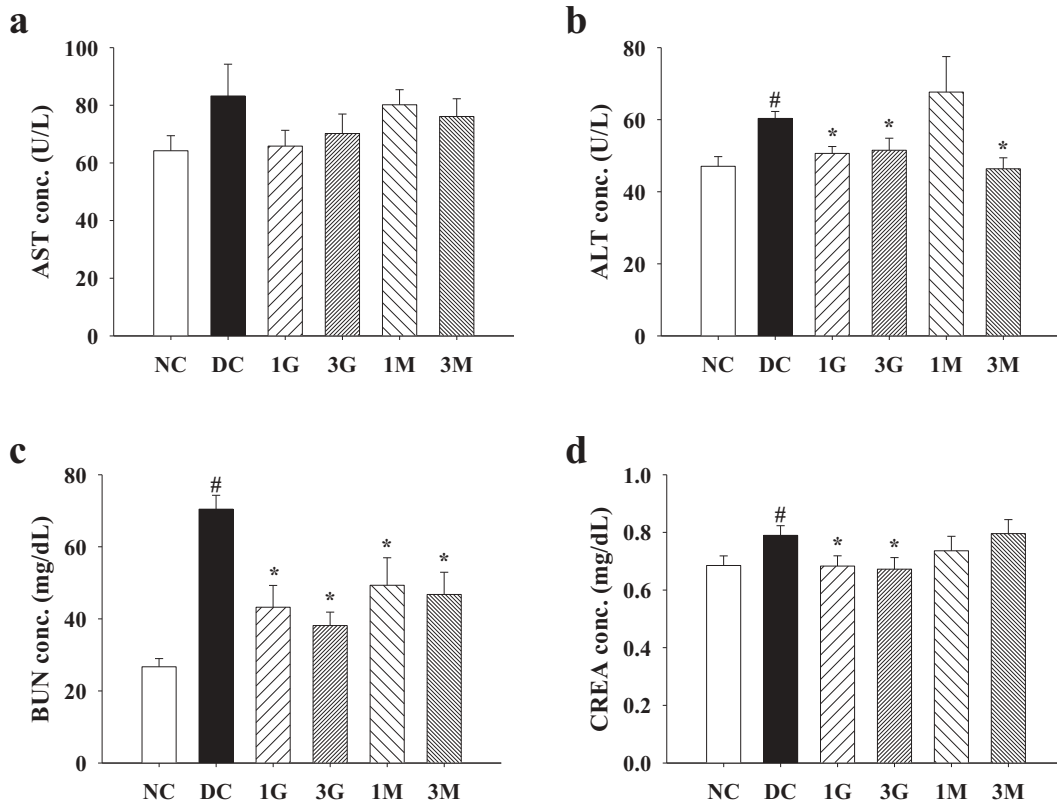 a
AST conc. (U/L)
100
80
60
40
20
0
NC DC 1G 3G 1M 3M
b
ALT conc. (U/L)
80
60
40
20
0
#
*
*
*
NC DC 1G 3G 1M 3M
c
BUN conc. (mg/dL)
80
60
40
20
0
#
*
*
*
*
NC DC 1G 3G 1M 3M
d
CREA conc. (mg/dL)
1.0
0.8
0.6
0.4
0.2
0.0
#
*
*
NC DC 1G 3G 1M 3M